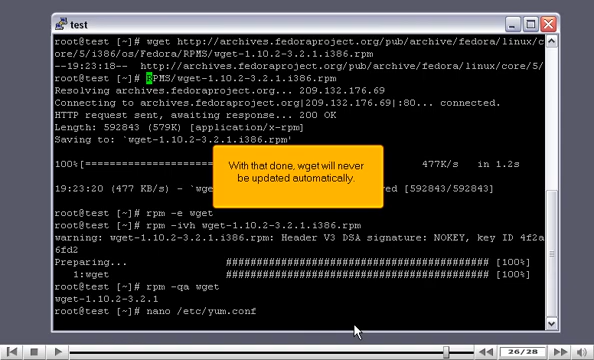 test
root@test [~]# wget http://archives.fedoraproject.org/pub/archive/fedora/linux/c
ore/5/i386/os/Fedora/RPMS/wget-1.10.2-3.2.1.i386.rpm
--19:23:18--  http://archives.fedoraproject.org/pub/archive/fedora/linux/core/5/
root@test [~]# RPMS/wget-1.10.2-3.2.1.i386.rpm
Resolving archives.fedoraproject.org... 209.132.176.69
Connecting to archives.fedoraproject.org|209.132.176.69|:80... connected.
HTTP request sent, awaiting response... 200 OK
Length: 592843 (579K) [application/x-rpm]
Saving to: `wget-1.10.2-3.2.1.i386.rpm'
100%[======================== 477K/s   in 1.2s
With that done, wget will never
be updated automatically.
19:23:20 (477 KB/s) - `wge ed [592843/592843]
root@test [~]# rpm -e wget
root@test [~]# rpm -ivh wget-1.10.2-3.2.1.i386.rpm
warning: wget-1.10.2-3.2.1.i386.rpm: Header V3 DSA signature: NOKEY, key ID 4f2a
6fd2
Preparing...                ########################################### [100%]
1:wget                   ########################################### [100%]
root@test [~]# rpm -qa wget
wget-1.10.2-3.2.1
root@test [~]# nano /etc/yum.conf
26/28